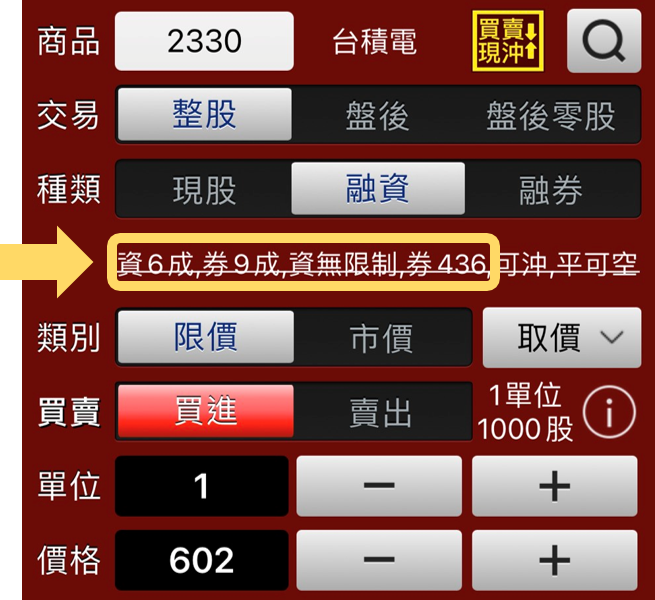 商品 2330 台積電 買賣現沖
交易 整股 盤後 盤後零股
種類 現股 融資 融券
資6成,券9成,資無限制,券436,可沖,平可空
類別 限價 市價 取價
買賣 買進 賣出 1單位 1000股
單位 1 − +
價格 602 − +